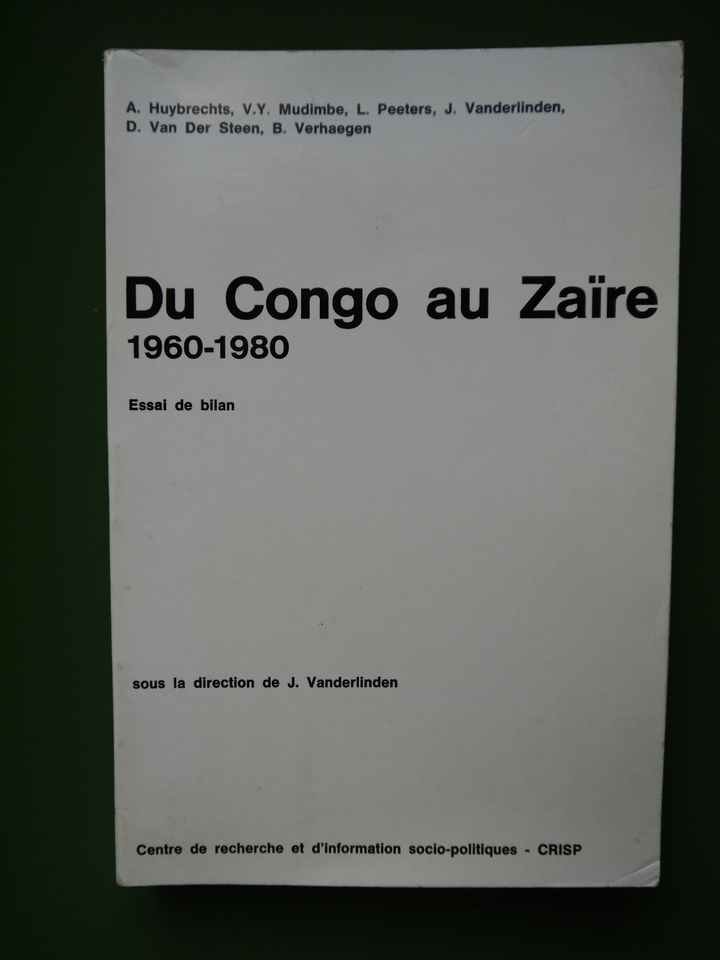 A. Huybrechts, V.Y. Mudimbe, L. Peeters, J. Vanderlinden,
D. Van Der Steen, B. Verhaegen
Du Congo au Zaïre
1960-1980
Essai de bilan
sous la direction de J. Vanderlinden
Centre de recherche et d'information socio-politiques - CRISP